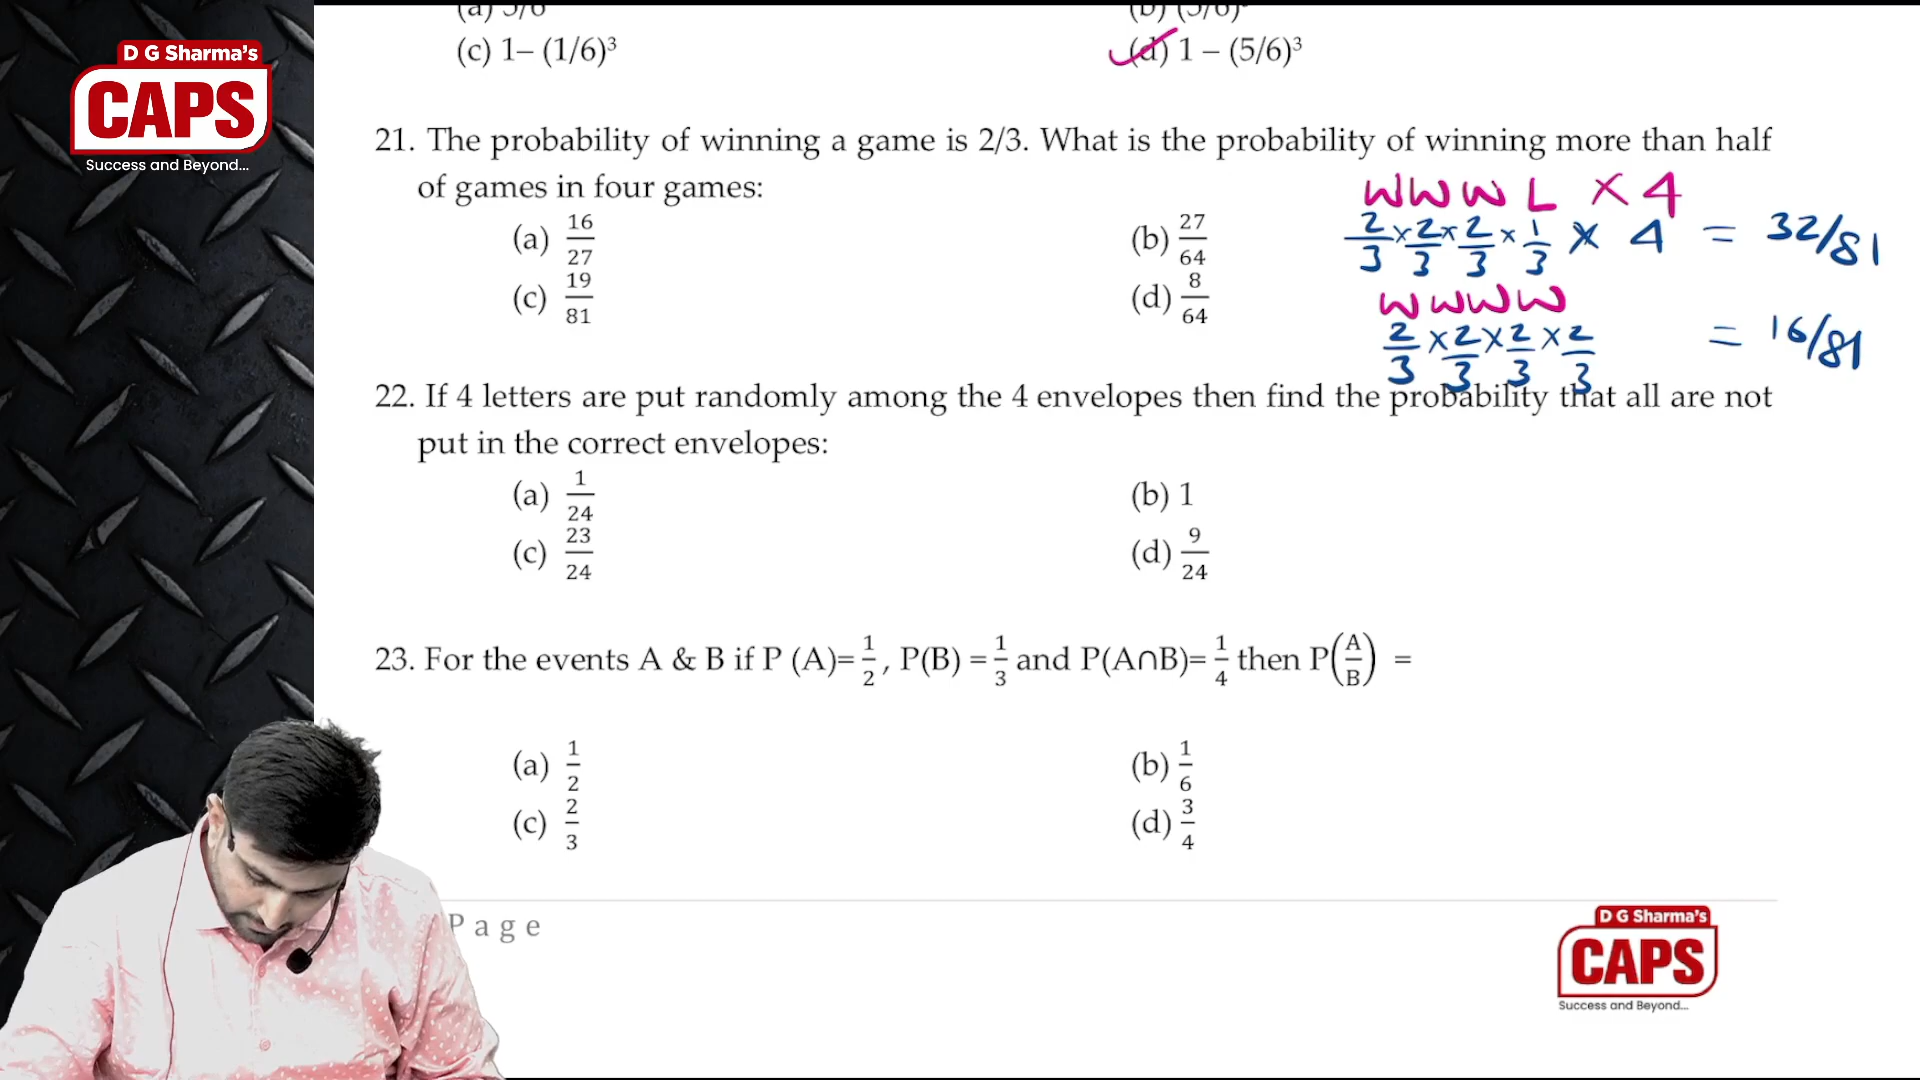 D G Sharma's
CAPS
Success and Beyond...
(c) 1– (1/6)³
(d) 1 – (5/6)³
21. The probability of winning a game is 2/3. What is the probability of winning more than half
of games in four games:
W W W L × 4
2/3 × 2/3 × 2/3 × 1/3 × 4 = 32/81
W W W W
2/3 × 2/3 × 2/3 × 2/3 = 16/81
(a) 16/27
(b) 27/64
(c) 19/81
(d) 8/64
22. If 4 letters are put randomly among the 4 envelopes then find the probability that all are not
put in the correct envelopes:
(a) 1/24
(b) 1
(c) 23/24
(d) 9/24
23. For the events A & B if P (A)= 1/2, P(B) = 1/3 and P(A∩B)= 1/4 then P(A/B) =
(a) 1/2
(b) 1/6
(c) 2/3
(d) 3/4
Page
D G Sharma's
CAPS
Success and Beyond...